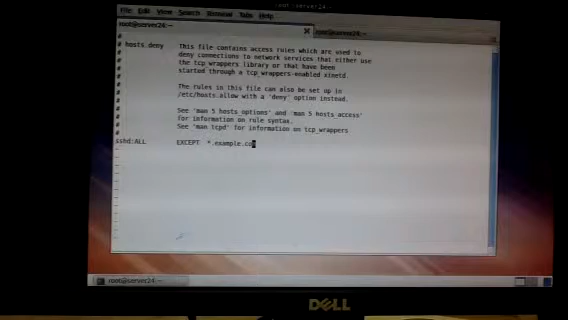 root@server24:~
File Edit View Search Terminal Tabs Help
root@server24:~ × root@server24:~
#
# hosts.deny This file contains access rules which are used to
# deny connections to network services that either use
# the tcp_wrappers library or that have been
# started through a tcp_wrappers-enabled xinetd.
#
# The rules in this file can also be set up in
# /etc/hosts.allow with a 'deny' option instead.
#
# See 'man 5 hosts_options' and 'man 5 hosts_access'
# for information on rule syntax.
# See 'man tcpd' for information on tcp_wrappers
#
sshd:ALL EXCEPT *.example.co
root@server24:~
DELL